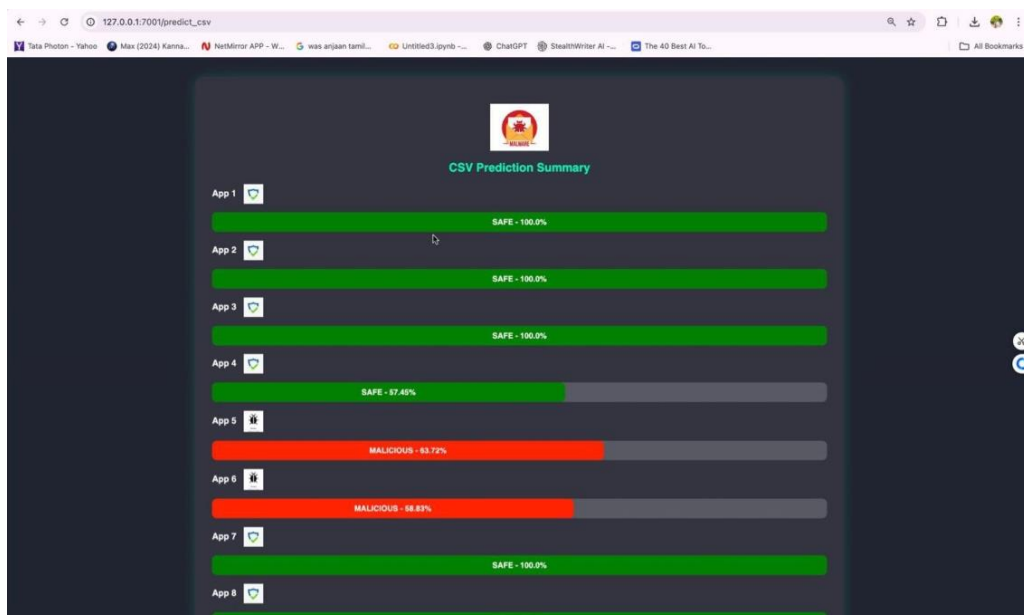 127.0.0.1:7001/predict_csv
Tata Photon - Yahoo Max (2024) Kanna... NetMirror APP - W... was anjaan tamil... Untitled3.ipynb -... ChatGPT StealthWriter AI -... The 40 Best AI To... All Bookmarks
MALWARE
CSV Prediction Summary
App 1
SAFE - 100.0%
App 2
SAFE - 100.0%
App 3
SAFE - 100.0%
App 4
SAFE - 57.45%
App 5
MALICIOUS - 63.72%
App 6
MALICIOUS - 58.83%
App 7
SAFE - 100.0%
App 8